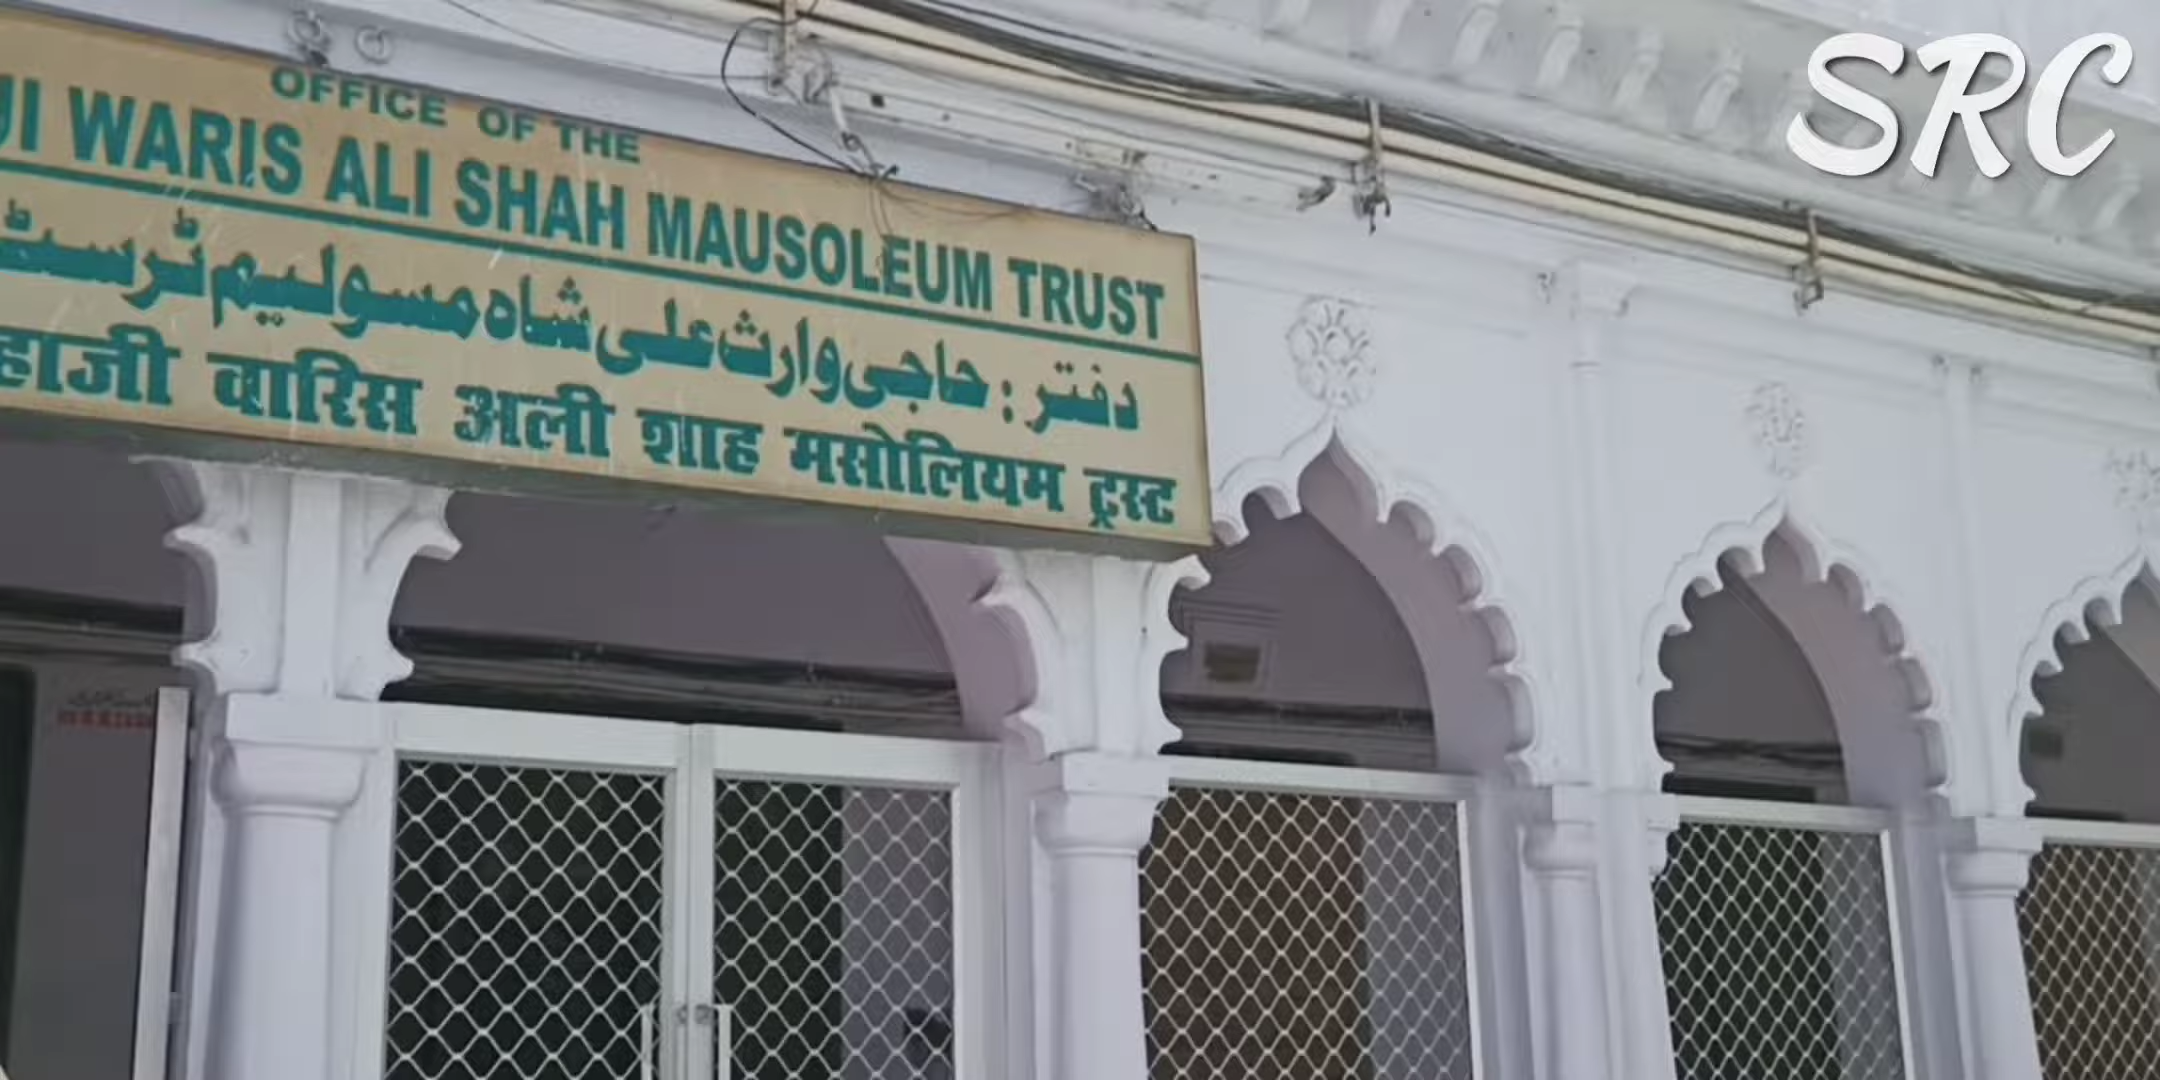 OFFICE OF THE
JI WARIS ALI SHAH MAUSOLEUM TRUST
دفتر : حاجی وارث علی شاہ مسولیم ٹرسٹ
हाजी वारिस अली शाह मसोलियम ट्रस्ट
SRC